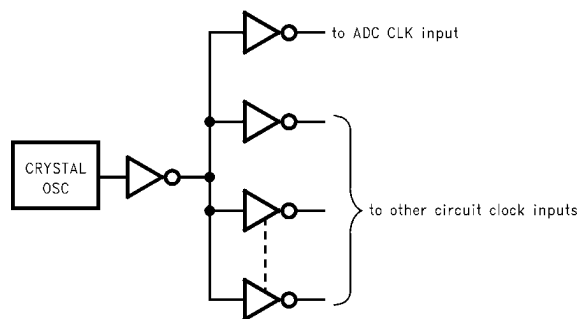 to ADC CLK input
CRYSTAL
OSC
to other circuit clock inputs